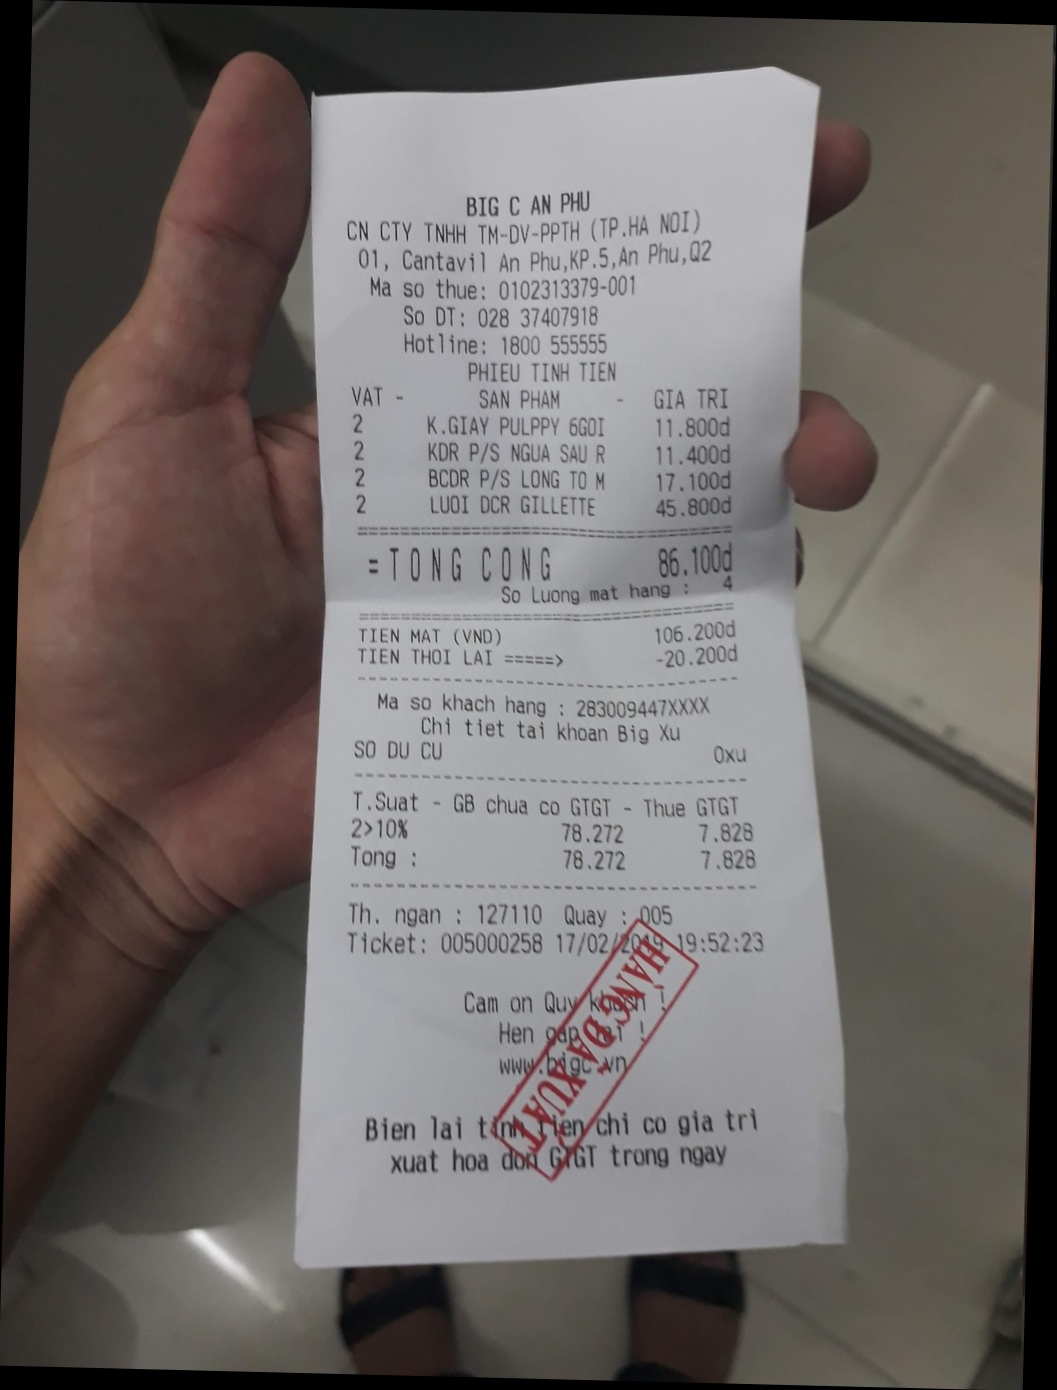 BIG C AN PHU
CN CTY TNHH TM-DV-PPTH (TP.HA NOI)
01, Cantavil An Phu,KP.5,An Phu,Q2
Ma so thue: 0102313379-001
So DT: 028 37407918
Hotline: 1800 555555
PHIEU TINH TIEN
VAT - SAN PHAM - GIA TRI
2 K.GIAY PULPPY 6GOI 11.800d
2 KDR P/S NGUA SAU R 11.400d
2 BCDR P/S LONG TO M 17.100d
2 LUOI DCR GILLETTE 45.800d
=====================================
=TONG CONG 86.100d
So Luong mat hang : 4
=====================================
TIEN MAT (VND) 106.200d
TIEN THOI LAI =====> -20.200d
-------------------------------------
Ma so khach hang : 283009447XXXX
Chi tiet tai khoan Big Xu
SO DU CU 0xu
-------------------------------------
T.Suat - GB chua co GTGT - Thue GTGT
2>10% 78.272 7.828
Tong : 78.272 7.828
-------------------------------------
Th. ngan : 127110 Quay : 005
Ticket: 005000258 17/02/2019 19:52:23
Cam on Quy khach !
Hen gap lai !
www.bigc.vn
HÀNG ĐÃ XUẤT
Bien lai tinh tien chi co gia tri
xuat hoa don GTGT trong ngay